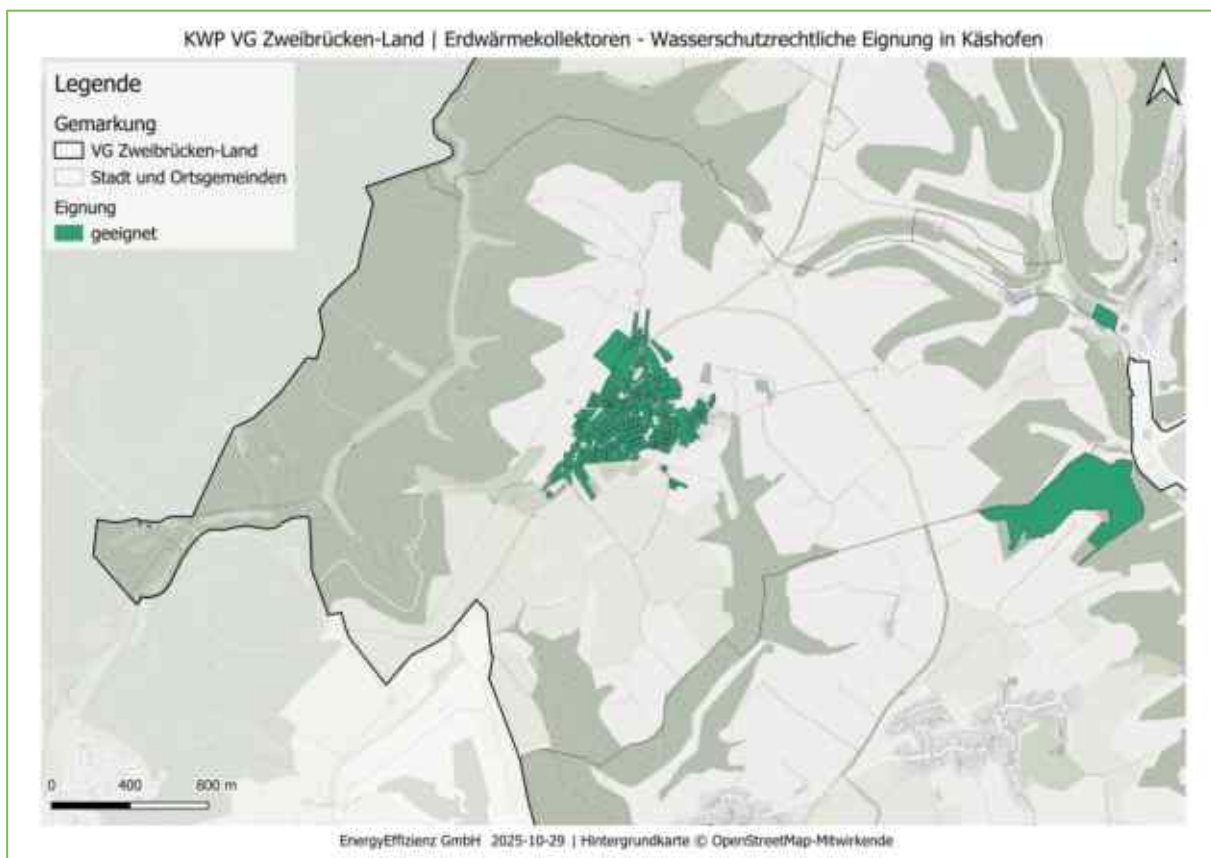 KWP VG Zweibrücken-Land | Erdwärmekollektoren - Wasserschutzrechtliche Eignung in Käshofen
Legende
Gemarkung
VG Zweibrücken-Land
Stadt und Ortsgemeinden
Eignung
geeignet
0 400 800 m
EnergyEffizienz GmbH 2025-10-29 | Hintergrundkarte © OpenStreetMap-Mitwirkende